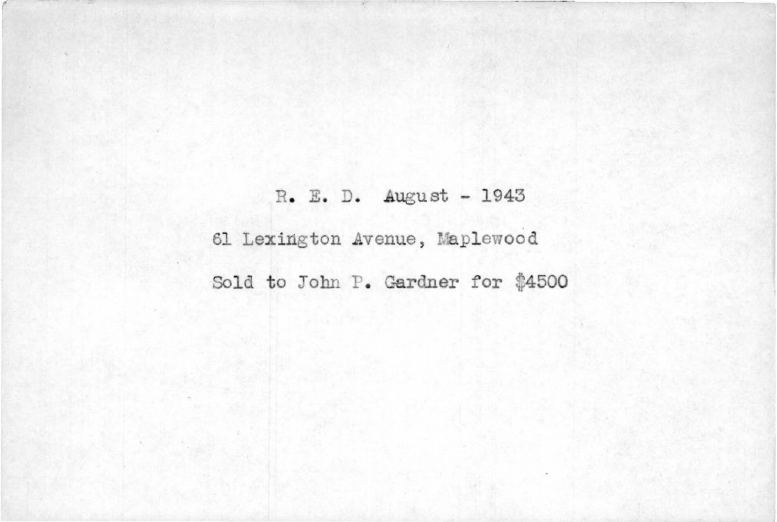 R. E. D. August - 1943
61 Lexington Avenue, Maplewood
Sold to John P. Gardner for $4500